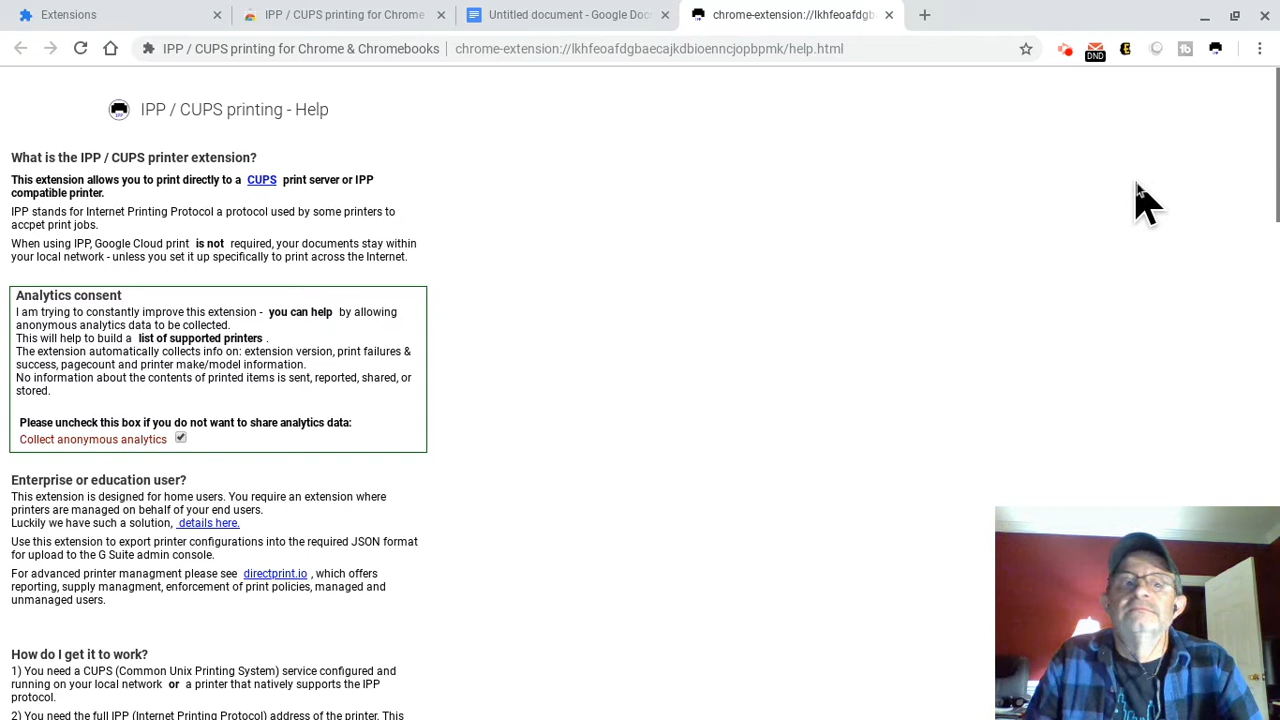 Extensions
IPP / CUPS printing for Chrome
Untitled document - Google Docs
chrome-extension://lkhfeoafdgb
IPP / CUPS printing for Chrome & Chromebooks
chrome-extension://lkhfeoafdgbaecajkdbioenncjopbpmk/help.html
DND
IPP / CUPS printing - Help
What is the IPP / CUPS printer extension?
This extension allows you to print directly to a CUPS print server or IPP
compatible printer.
IPP stands for Internet Printing Protocol a protocol used by some printers to
accpet print jobs.
When using IPP, Google Cloud print is not required, your documents stay within
your local network - unless you set it up specifically to print across the Internet.
Analytics consent
I am trying to constantly improve this extension - you can help by allowing
anonymous analytics data to be collected.
This will help to build a list of supported printers .
The extension automatically collects info on: extension version, print failures &
success, pagecount and printer make/model information.
No information about the contents of printed items is sent, reported, shared, or
stored.
Please uncheck this box if you do not want to share analytics data:
Collect anonymous analytics
Enterprise or education user?
This extension is designed for home users. You require an extension where
printers are managed on behalf of your end users.
Luckily we have such a solution, details here.
Use this extension to export printer configurations into the required JSON format
for upload to the G Suite admin console.
For advanced printer managment please see directprint.io , which offers
reporting, supply managment, enforcement of print policies, managed and
unmanaged users.
How do I get it to work?
1) You need a CUPS (Common Unix Printing System) service configured and
running on your local network or a printer that natively supports the IPP
protocol.
2) You need the full IPP (Internet Printing Protocol) address of the printer. This